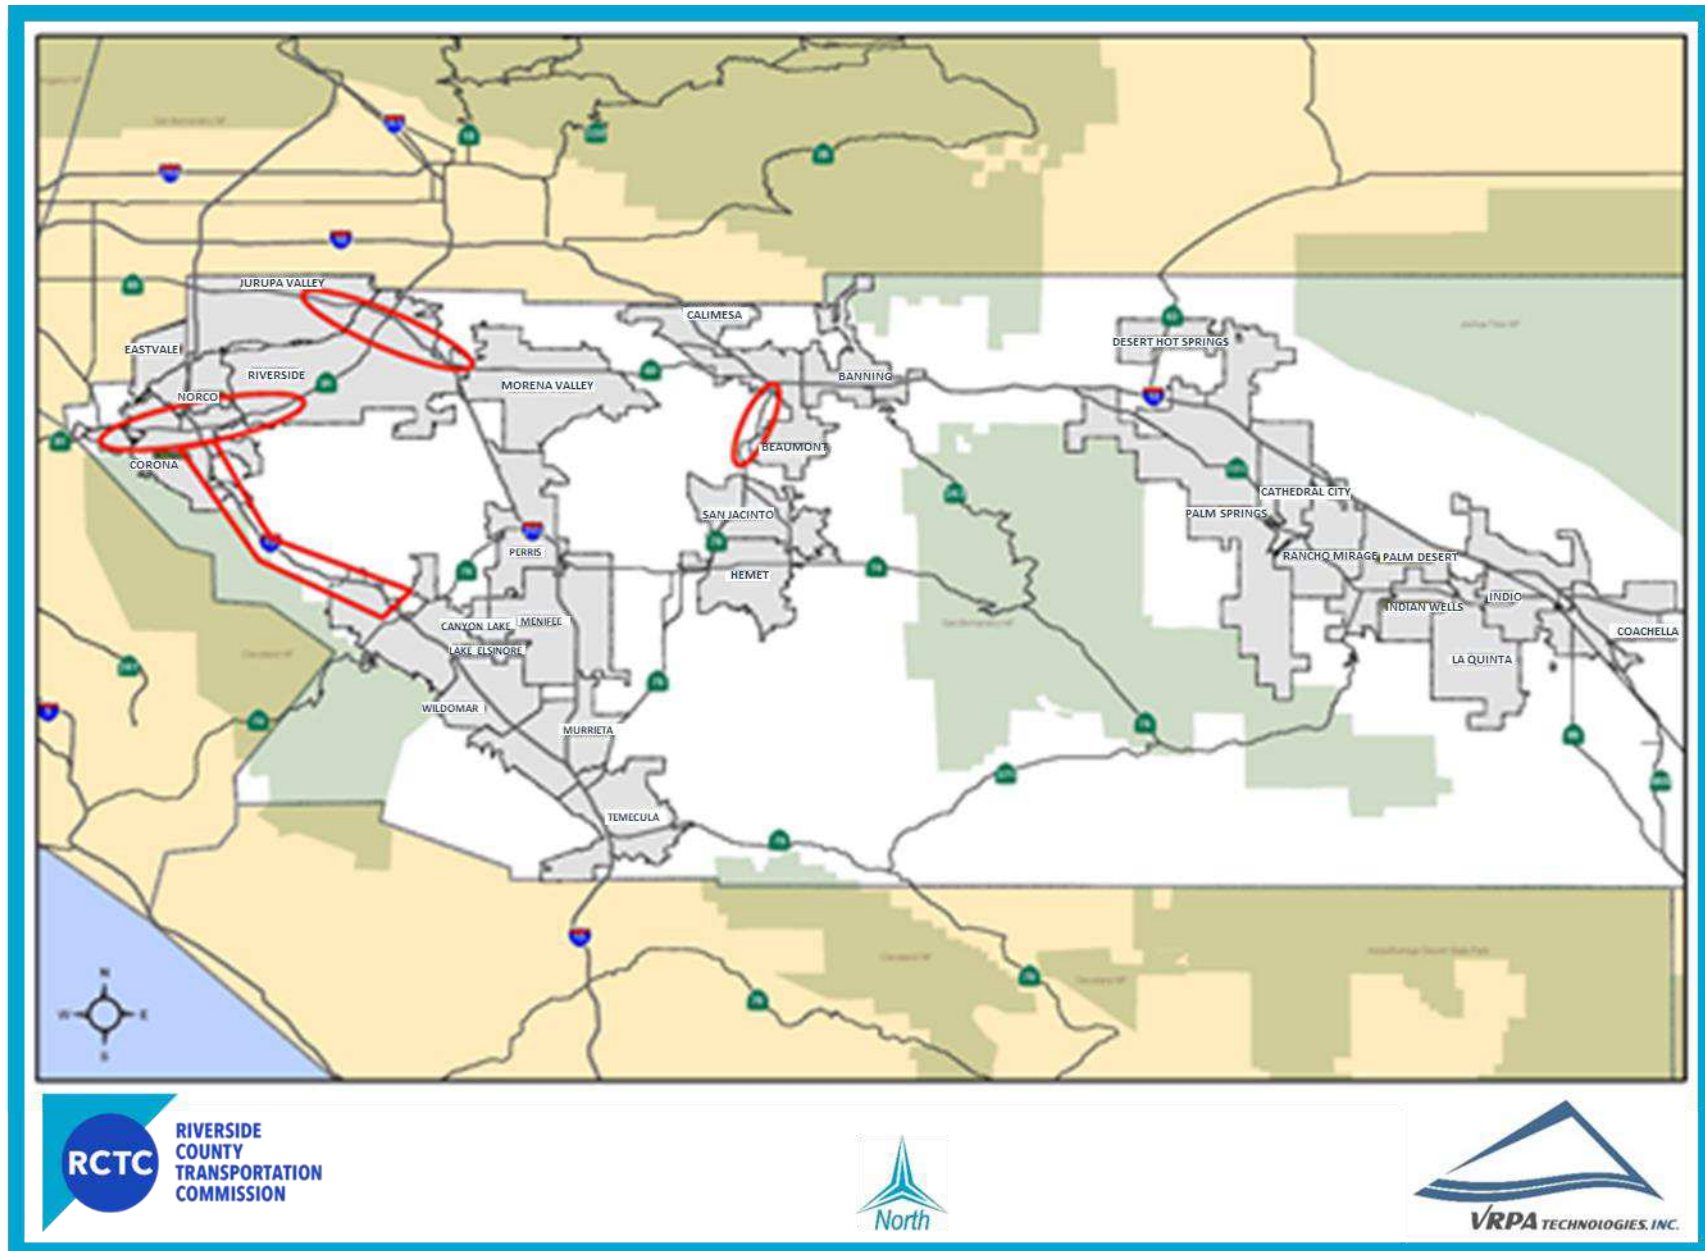 JURUPA VALLEY
CALIMESA
EASTVALE
DESERT HOT SPRINGS
RIVERSIDE
BANNING
MORENA VALLEY
NORCO
BEAUMONT
CORONA
CATHEDRAL CITY
SAN JACINTO
PALM SPRINGS
PERRIS
RANCHO MIRAGE
PALM DESERT
HEMET
INDIO
INDIAN WELLS
CANYON LAKE
MENIFEE
COACHELLA
LAKE ELSINORE
LA QUINTA
WILDOMAR
MURRIETA
TEMECULA
N
W
E
S
RCTC
RIVERSIDE
COUNTY
TRANSPORTATION
COMMISSION
North
VRPA TECHNOLOGIES, INC.